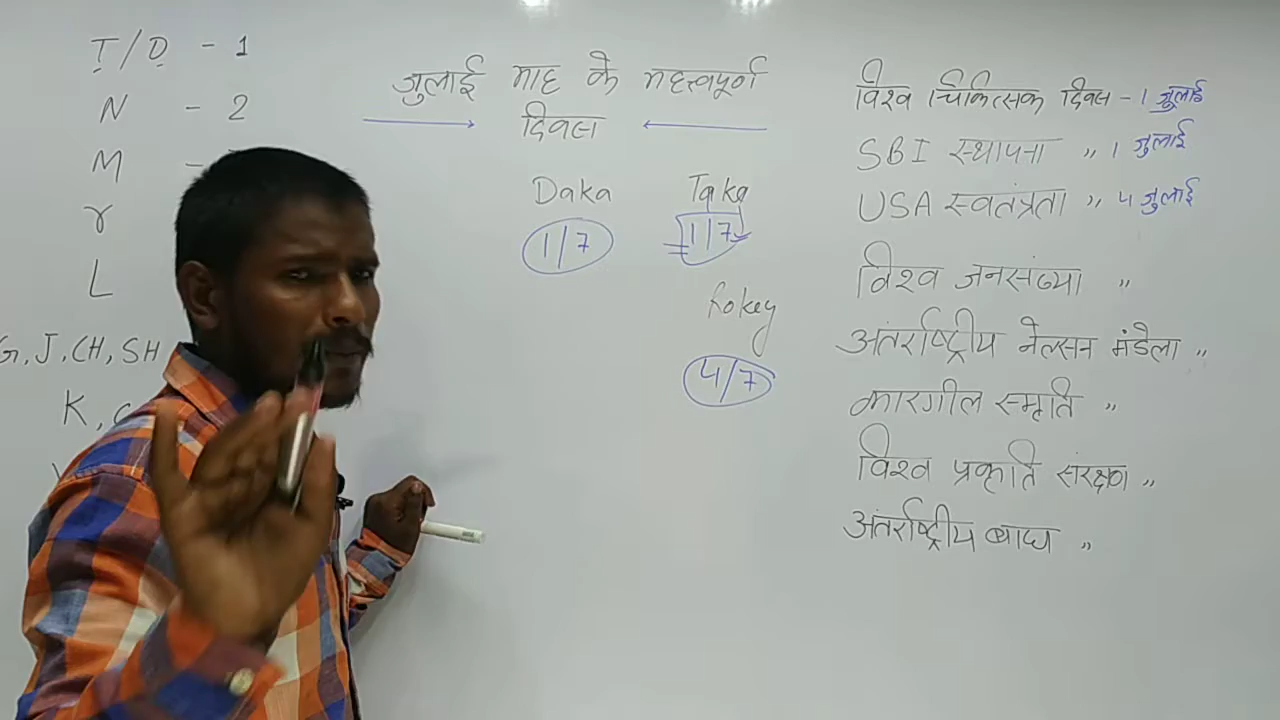 T/D - 1
N - 2
M -
r
L
G, J, CH, SH
K,
जुलाई माह के महत्त्वपूर्ण
दिवस
Daka
1/7
Taka
1/7
Rokey
4/7
विश्व चिकित्सक दिवस - 1 जुलाई
SBI स्थापना " 1 जुलाई
USA स्वतंत्रता " 4 जुलाई
विश्व जनसंख्या "
अंतर्राष्ट्रीय नेल्सन मंडेला "
कारगील स्मृति "
विश्व प्रकृति संरक्षण "
अंतर्राष्ट्रीय व्याघ्र "